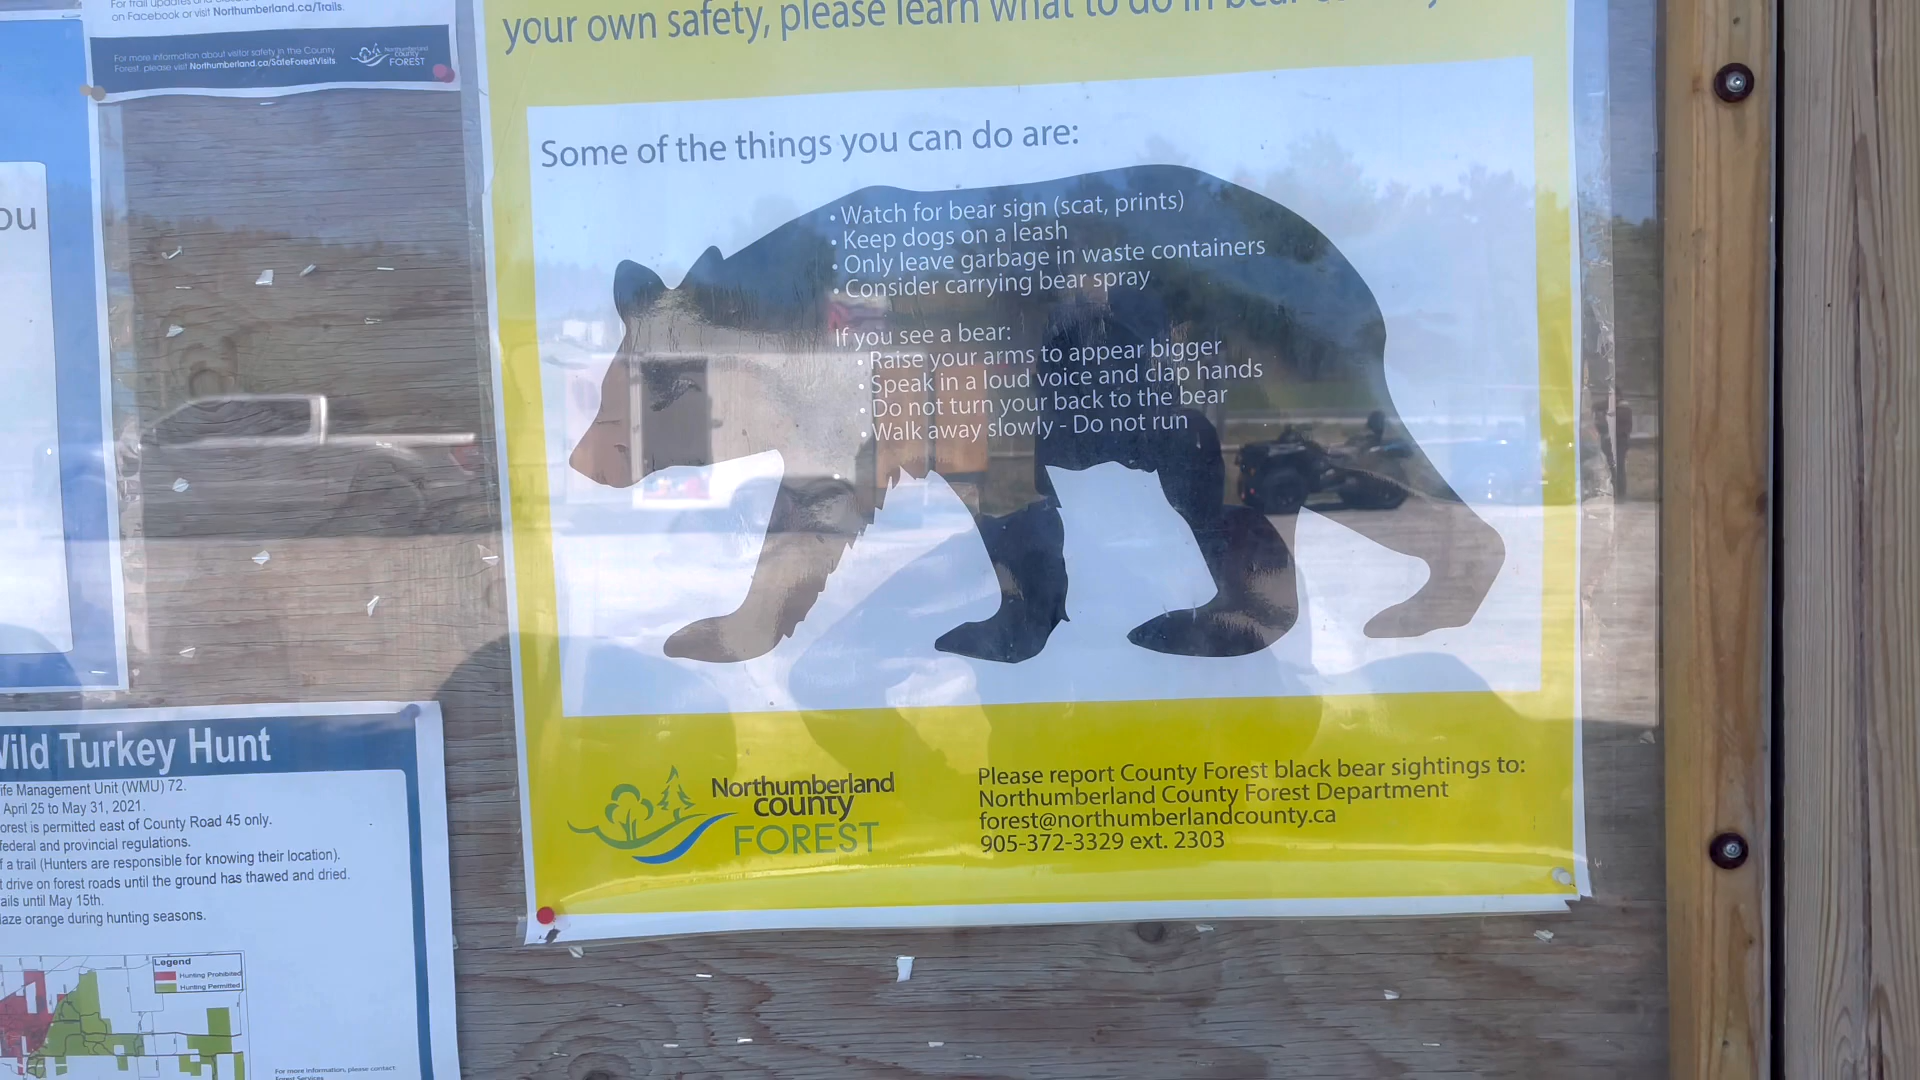 For trail updates and
on Facebook or visit Northumberland.ca/Trails.
For more information about visitor safety in the County
Forest, please visit Northumberland.ca/SafeForestVisits
Northumberland
county
FOREST
your own safety, please learn what to do in bear
Some of the things you can do are:
• Watch for bear sign (scat, prints)
• Keep dogs on a leash
• Only leave garbage in waste containers
• Consider carrying bear spray
If you see a bear:
• Raise your arms to appear bigger
• Speak in a loud voice and clap hands
• Do not turn your back to the bear
• Walk away slowly - Do not run
Northumberland
county
FOREST
Please report County Forest black bear sightings to:
Northumberland County Forest Department
forest@northumberlandcounty.ca
905-372-3329 ext. 2303
ou
Wild Turkey Hunt
ife Management Unit (WMU) 72.
April 25 to May 31, 2021.
orest is permitted east of County Road 45 only.
federal and provincial regulations.
f a trail (Hunters are responsible for knowing their location).
t drive on forest roads until the ground has thawed and dried.
ails until May 15th.
laze orange during hunting seasons.
Legend
Hunting Prohibited
Hunting Permitted
For more information, please contact:
Forest Services